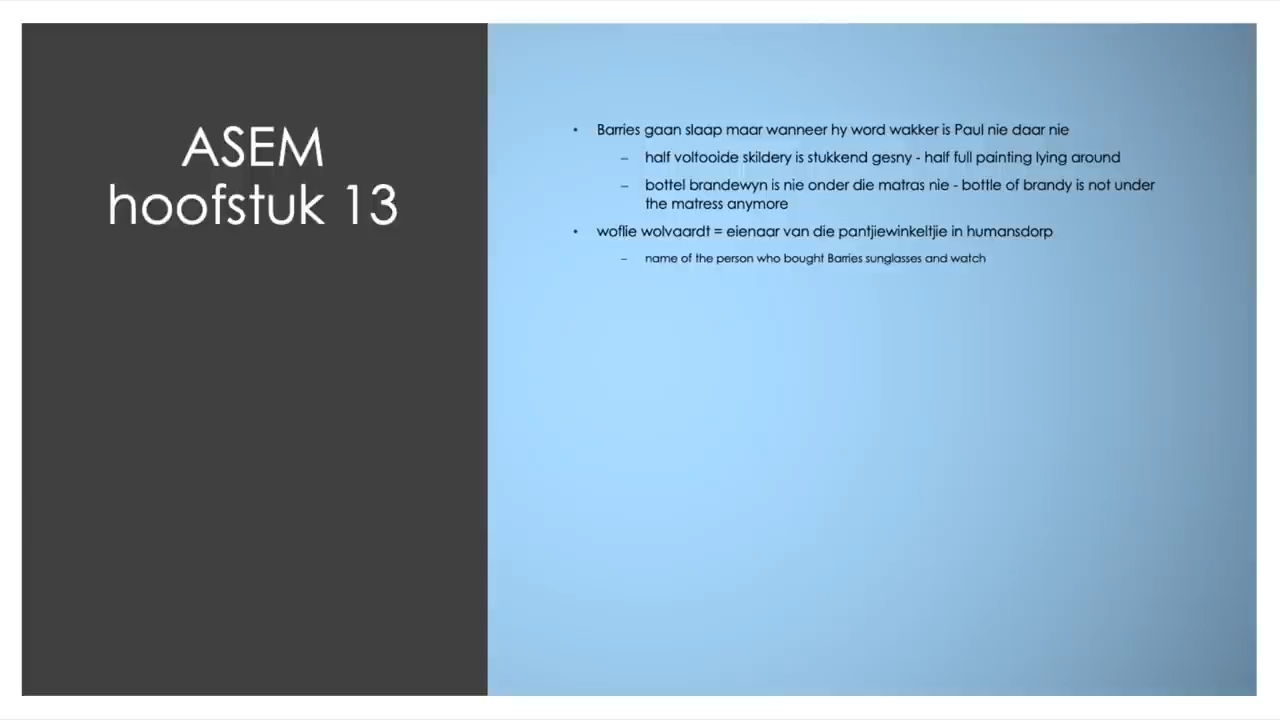 ASEM
hoofstuk 13
• Barries gaan slaap maar wanneer hy word wakker is Paul nie daar nie
– half voltooide skildery is stukkend gesny - half full painting lying around
– bottel brandewyn is nie onder die matras nie - bottle of brandy is not under
the matress anymore
• woflie wolvaardt = eienaar van die pantjiewinkeltjie in humansdorp
– name of the person who bought Barries sunglasses and watch